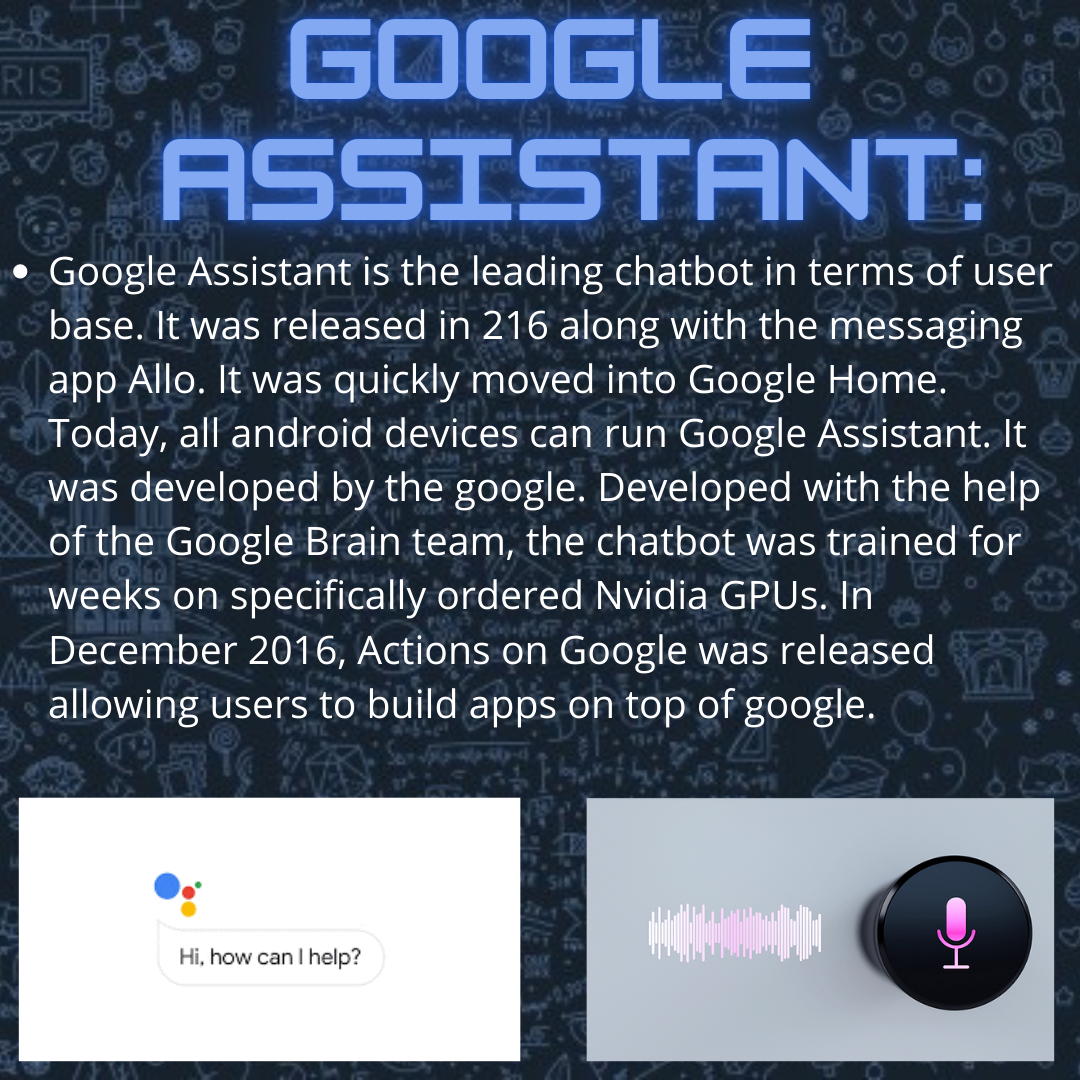 GOOGLE
ASSISTANT:
• Google Assistant is the leading chatbot in terms of user
base. It was released in 216 along with the messaging
app Allo. It was quickly moved into Google Home.
Today, all android devices can run Google Assistant. It
was developed by the google. Developed with the help
of the Google Brain team, the chatbot was trained for
weeks on specifically ordered Nvidia GPUs. In
December 2016, Actions on Google was released
allowing users to build apps on top of google.
Hi, how can I help?
RIS